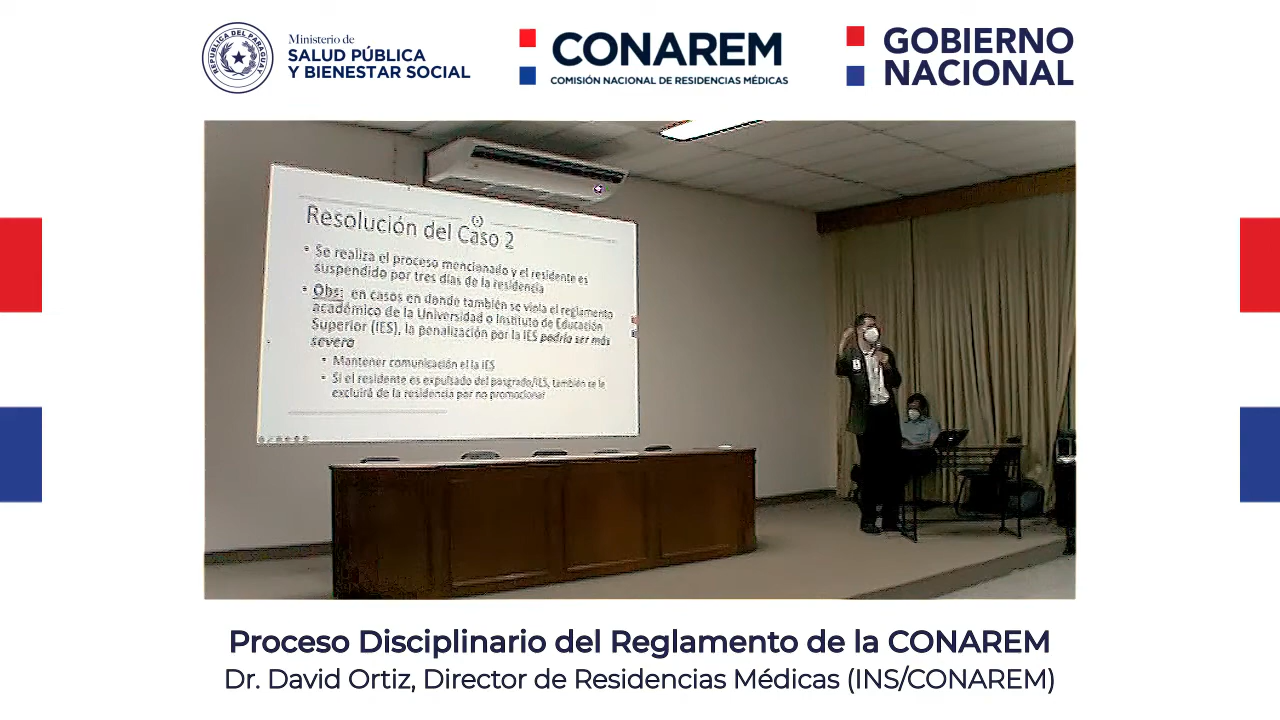 REPUBLICA DEL PARAGUAY
Ministerio de
SALUD PÚBLICA
Y BIENESTAR SOCIAL
CONAREM
COMISIÓN NACIONAL DE RESIDENCIAS MÉDICAS
GOBIERNO
NACIONAL
Resolución del Caso 2
• Se realiza el proceso mencionado y el residente es
suspendido por tres días de la residencia
• Obs: en casos en donde también se viola el reglamento
académico de la Universidad o Instituto de Educación
Superior (IES), la penalización por la IES podría ser más
severa
• Mantener comunicación el la IES
• Si el residente es expulsado del posgrado/IES, también se le
excluirá de la residencia por no promocionar
Proceso Disciplinario del Reglamento de la CONAREM
Dr. David Ortiz, Director de Residencias Médicas (INS/CONAREM)